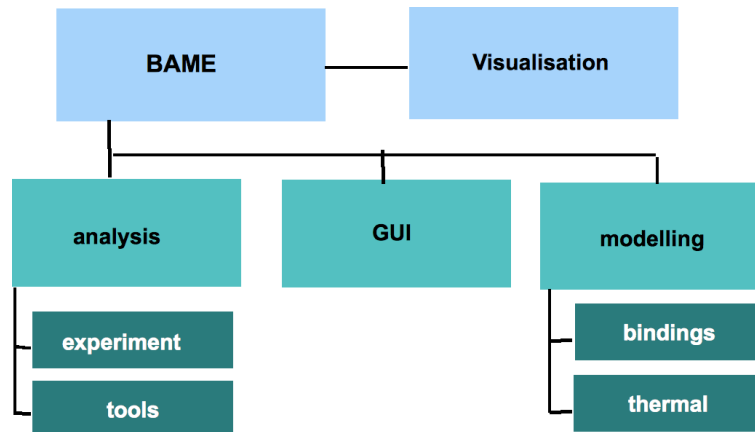 BAME
Visualisation
analysis
GUI
modelling
experiment
bindings
tools
thermal